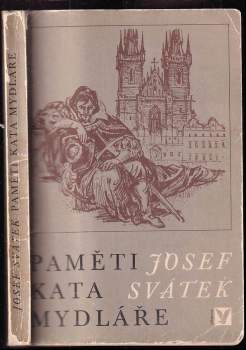 JOSEF SVÁTEK PAMĚTI KATA MYDLÁŘE
PAMĚTI JOSEF
KATA SVÁTEK
MYDLÁŘE